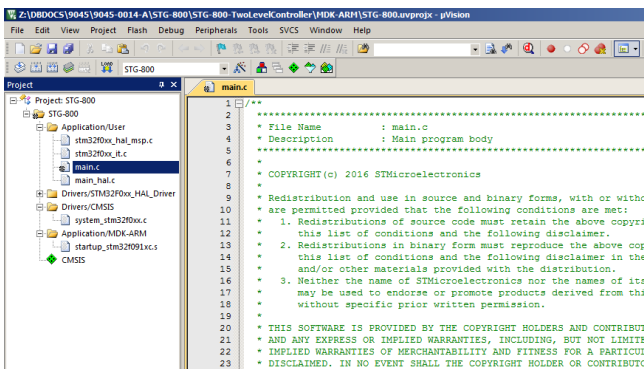 Z:\DBDOCS\9045\9045-0014-A\STG-800\STG-800-TwoLevelController\MDK-ARM\STG-800.uvprojx - µVision
File Edit View Project Flash Debug Peripherals Tools SVCS Window Help
LOAD STG-800
Project
main.c
Project: STG-800
STG-800
Application/User
stm32f0xx_hal_msp.c
stm32f0xx_it.c
main.c
main_hal.c
Drivers/STM32F0xx_HAL_Driver
Drivers/CMSIS
system_stm32f0xx.c
Application/MDK-ARM
startup_stm32f091xc.s
CMSIS
1 /**
2 ******************************************************************
3 * File Name : main.c
4 * Description : Main program body
5 ******************************************************************
6 *
7 * COPYRIGHT(c) 2016 STMicroelectronics
8 *
9 * Redistribution and use in source and binary forms, with or witho
10 * are permitted provided that the following conditions are met:
11 * 1. Redistributions of source code must retain the above copyri
12 * this list of conditions and the following disclaimer.
13 * 2. Redistributions in binary form must reproduce the above cop
14 * this list of conditions and the following disclaimer in the
15 * and/or other materials provided with the distribution.
16 * 3. Neither the name of STMicroelectronics nor the names of its
17 * may be used to endorse or promote products derived from thi
18 * without specific prior written permission.
19 *
20 * THIS SOFTWARE IS PROVIDED BY THE COPYRIGHT HOLDERS AND CONTRIBUT
21 * AND ANY EXPRESS OR IMPLIED WARRANTIES, INCLUDING, BUT NOT LIMITE
22 * IMPLIED WARRANTIES OF MERCHANTABILITY AND FITNESS FOR A PARTICUL
23 * DISCLAIMED. IN NO EVENT SHALL THE COPYRIGHT HOLDER OR CONTRIBUTO